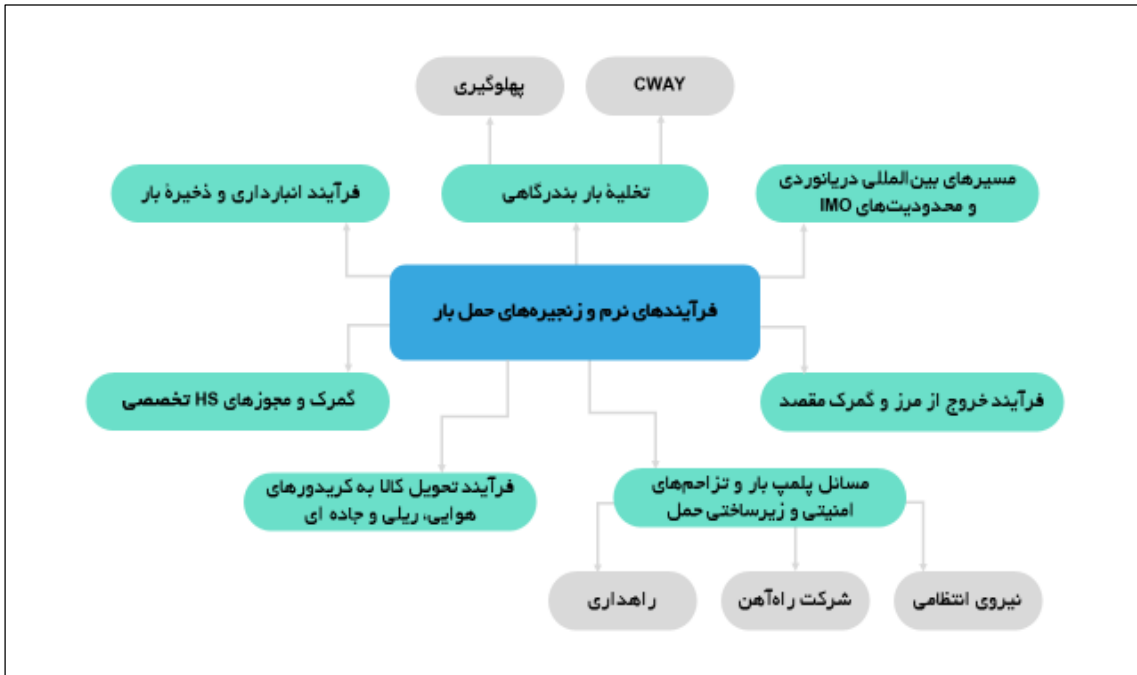 پهلوگیری
CWAY
فرآیند انبارداری و ذخیرهٔ بار
تخلیهٔ بار بندرگاهی
مسیرهای بین‌المللی دریانوردی
و محدودیت‌های IMO
فرآیندهای نرم و زنجیره‌های حمل بار
گمرک و مجوزهای HS تخصصی
فرآیند خروج از مرز و گمرک مقصد
فرآیند تحویل کالا به کریدورهای
هوایی، ریلی و جاده ای
مسائل پلمپ بار و تزاحم‌های
امنیتی و زیرساختی حمل
راهداری
شرکت راه‌آهن
نیروی انتظامی